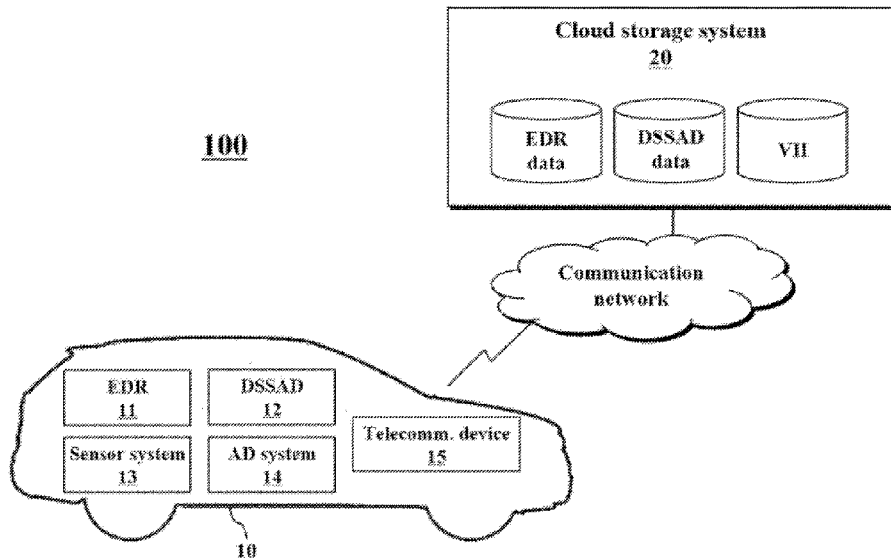 Cloud storage system
20
EDR
data
DSSAD
data
VII
100
Communication
network
EDR
11
DSSAD
12
Telecomm. device
15
Sensor system
13
AD system
14
10